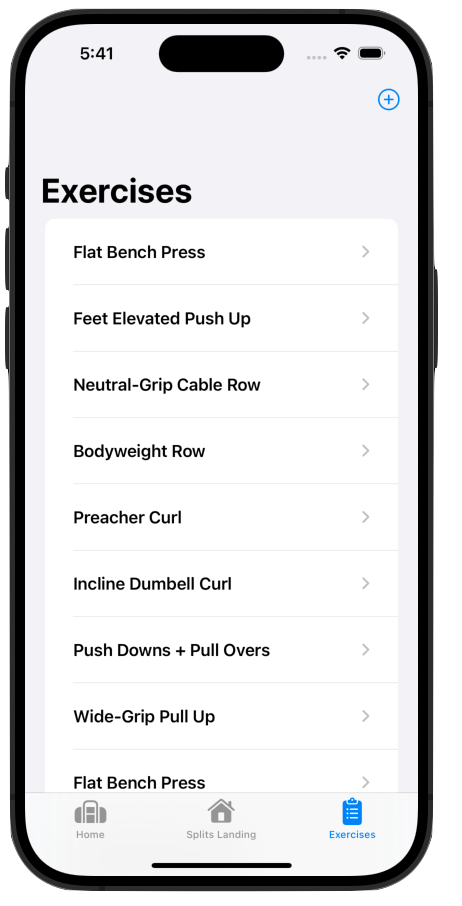 5:41
Exercises
Flat Bench Press
Feet Elevated Push Up
Neutral-Grip Cable Row
Bodyweight Row
Preacher Curl
Incline Dumbell Curl
Push Downs + Pull Overs
Wide-Grip Pull Up
Flat Bench Press
Home
Splits Landing
Exercises